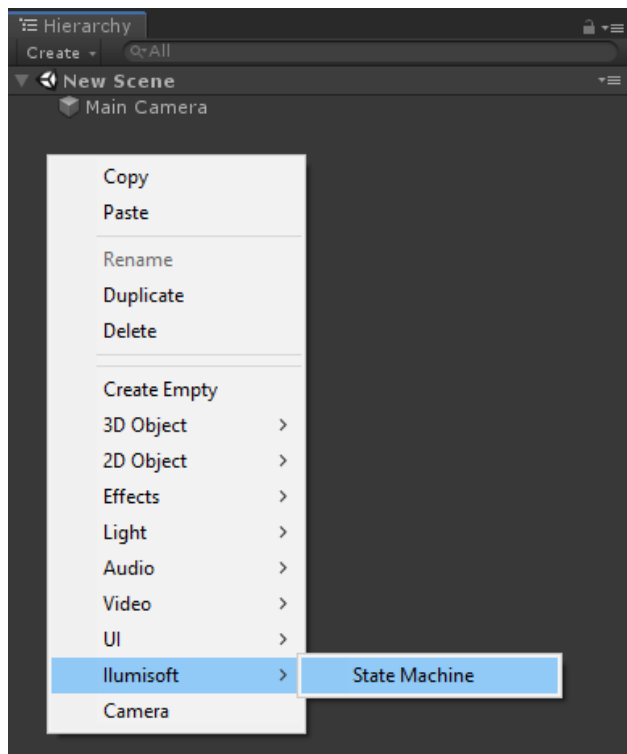 Hierarchy
Create
All
New Scene
Main Camera
Copy
Paste
Rename
Duplicate
Delete
Create Empty
3D Object
2D Object
Effects
Light
Audio
Video
UI
Ilumisoft
State Machine
Camera